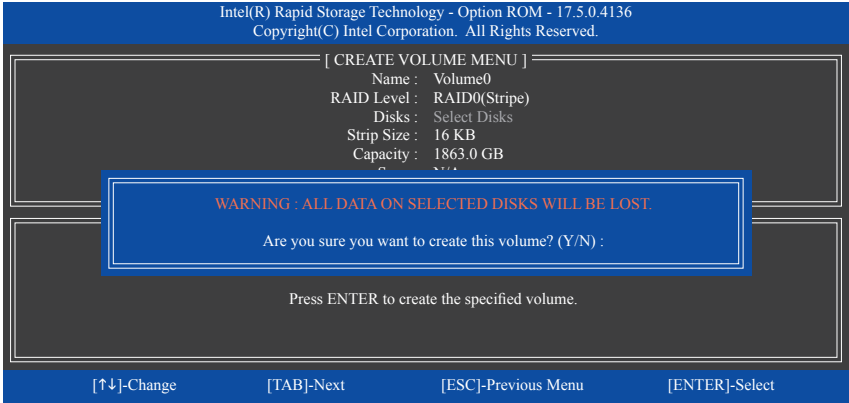 Intel(R) Rapid Storage Technology - Option ROM - 17.5.0.4136
Copyright(C) Intel Corporation. All Rights Reserved.
[ CREATE VOLUME MENU ]
Name : Volume0
RAID Level : RAID0(Stripe)
Disks : Select Disks
Strip Size : 16 KB
Capacity : 1863.0 GB
WARNING : ALL DATA ON SELECTED DISKS WILL BE LOST.
Are you sure you want to create this volume? (Y/N) :
Press ENTER to create the specified volume.
[↑↓]-Change [TAB]-Next [ESC]-Previous Menu [ENTER]-Select